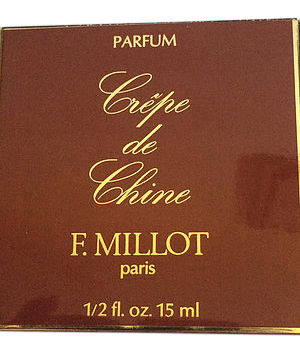 PARFUM
Crêpe
de
Chine
F. MILLOT
paris
1/2 fl. oz. 15 ml